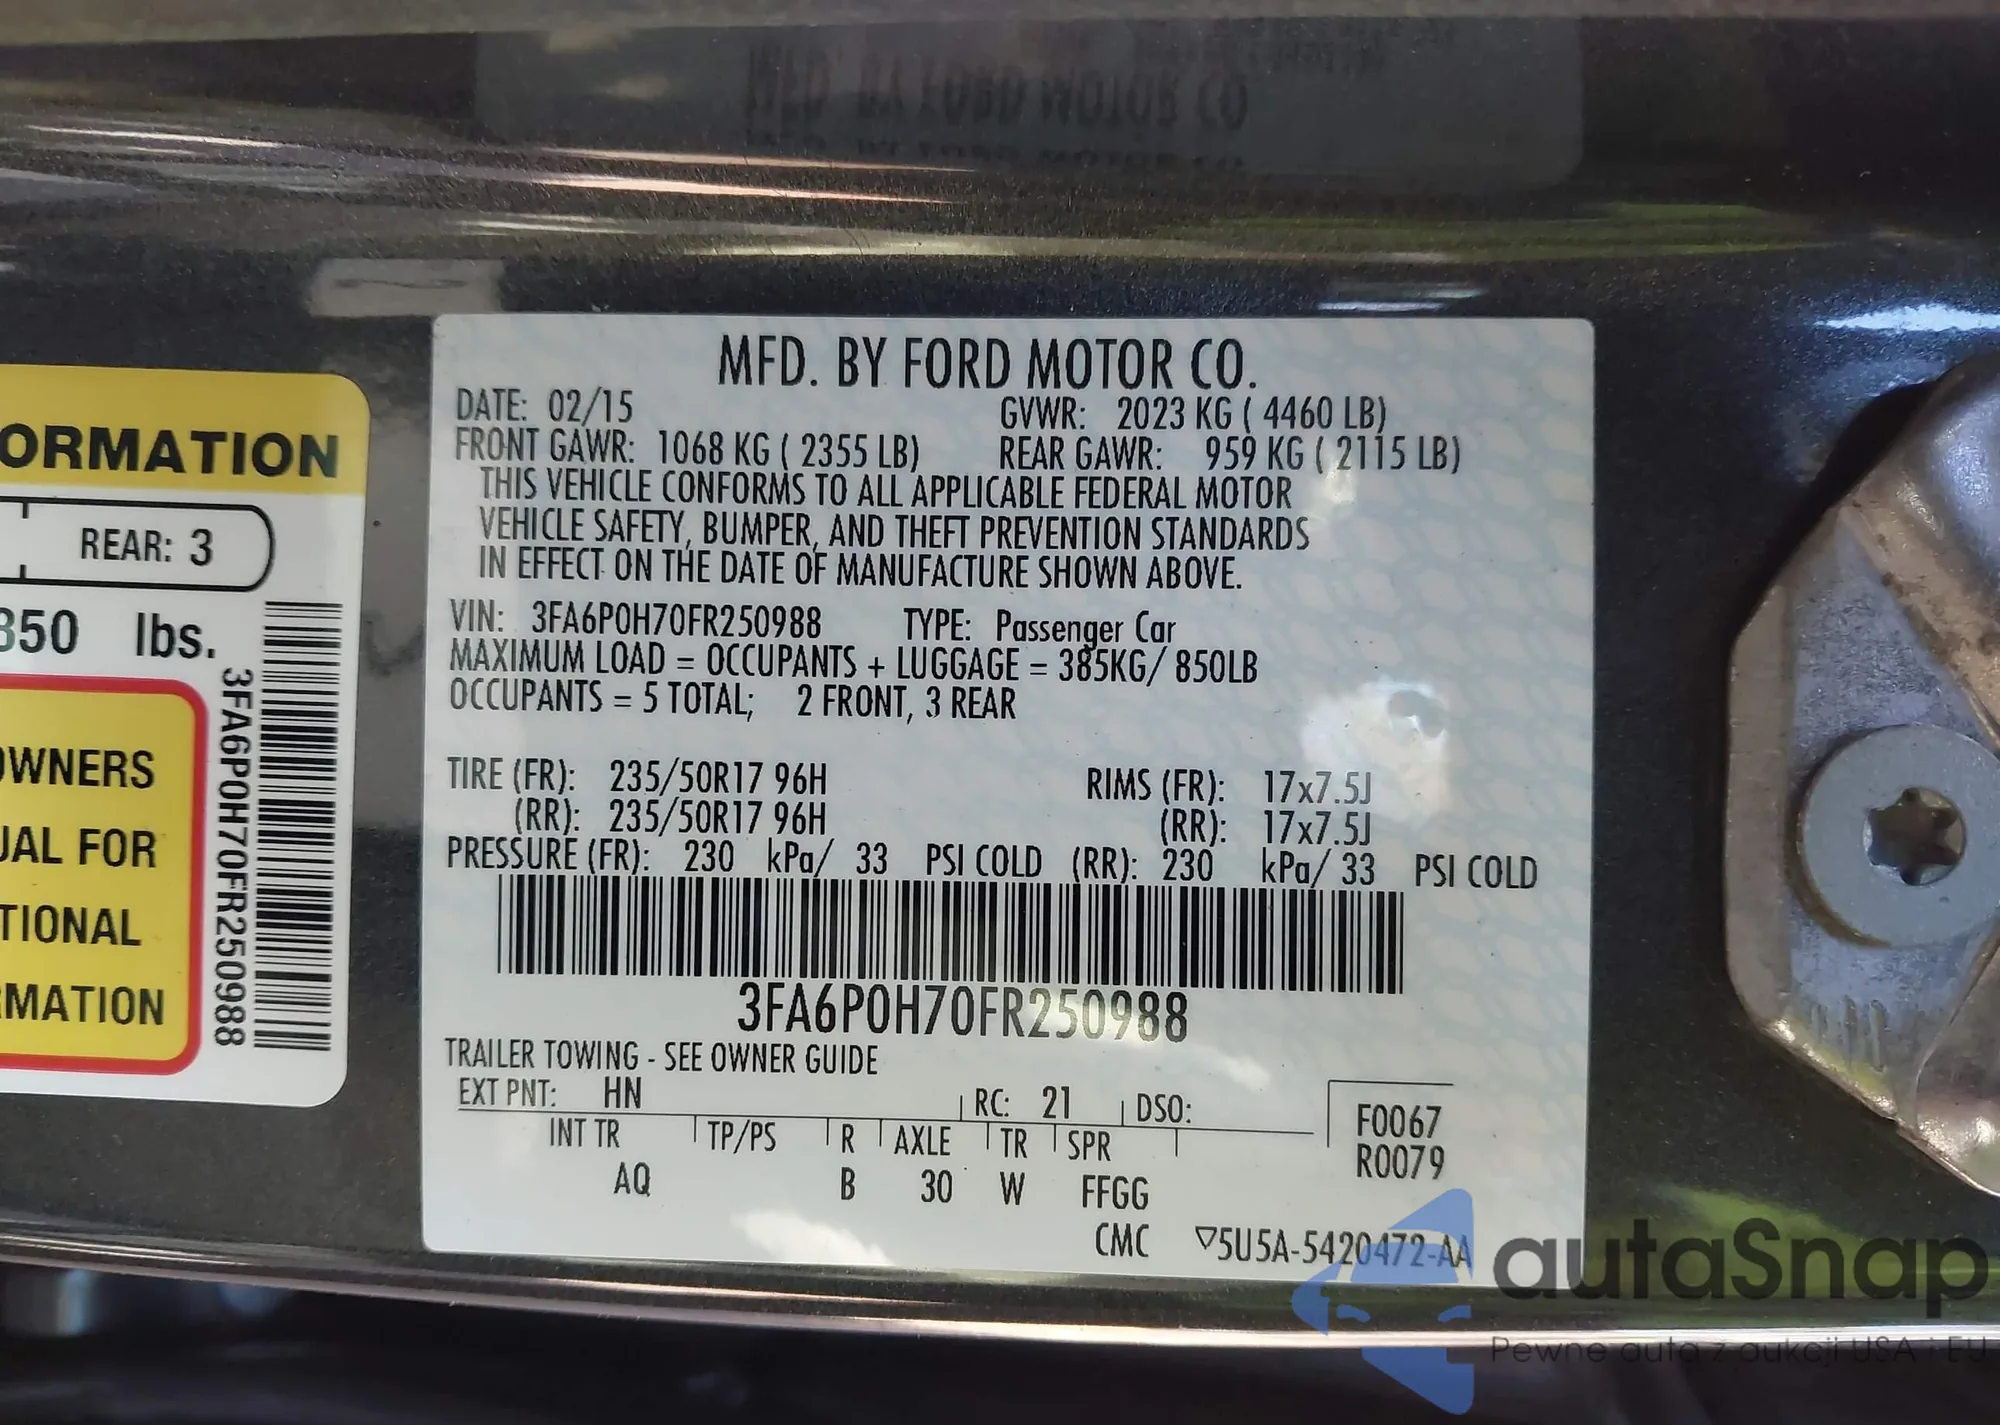 ORMATION
REAR: 3
850 lbs.
OWNERS
UAL FOR
TIONAL
RMATION
3FA6P0H70FR250988
MFD. BY FORD MOTOR CO.
DATE: 02/15 GVWR: 2023 KG ( 4460 LB)
FRONT GAWR: 1068 KG ( 2355 LB) REAR GAWR: 959 KG ( 2115 LB)
THIS VEHICLE CONFORMS TO ALL APPLICABLE FEDERAL MOTOR
VEHICLE SAFETY, BUMPER, AND THEFT PREVENTION STANDARDS
IN EFFECT ON THE DATE OF MANUFACTURE SHOWN ABOVE.
VIN: 3FA6P0H70FR250988 TYPE: Passenger Car
MAXIMUM LOAD = OCCUPANTS + LUGGAGE = 385KG/ 850LB
OCCUPANTS = 5 TOTAL; 2 FRONT, 3 REAR
TIRE (FR): 235/50R17 96H RIMS (FR): 17x7.5J
(RR): 235/50R17 96H (RR): 17x7.5J
PRESSURE (FR): 230 kPa/ 33 PSI COLD (RR): 230 kPa/ 33 PSI COLD
3FA6P0H70FR250988
TRAILER TOWING - SEE OWNER GUIDE
EXT PNT: HN RC: 21 DSO: F0067
INT TR TP/PS R AXLE TR SPR R0079
AQ B 30 W FFGG
CMC ▽5U5A-5420472-AA
autaSnap
Pewne auta z aukcji USA i EU